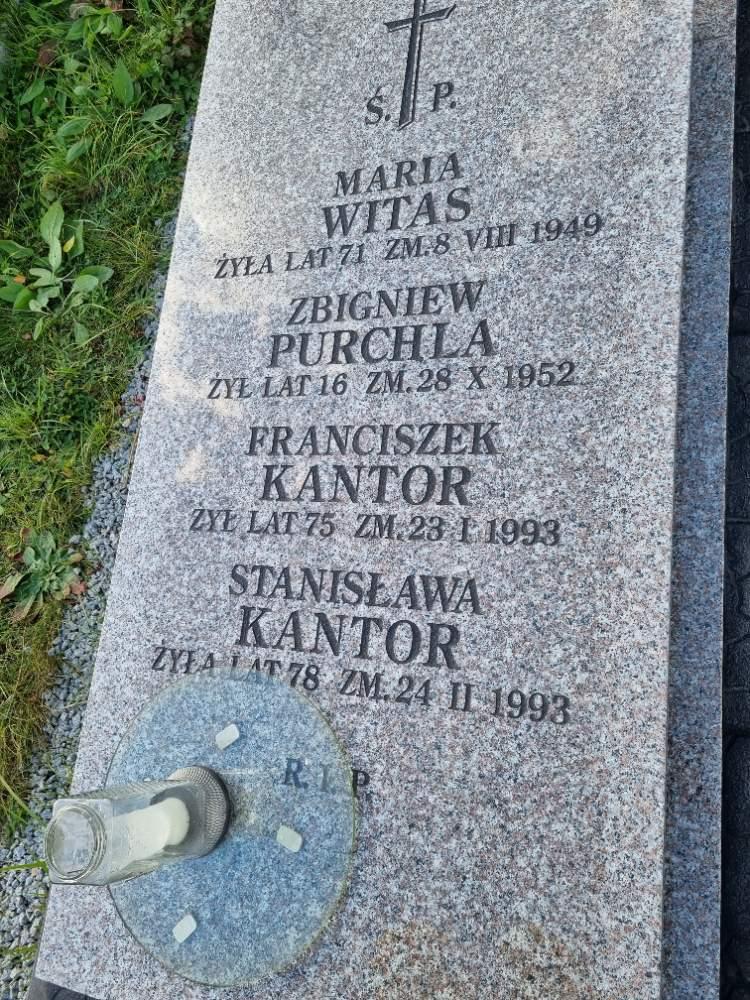 Ś. P.
MARIA
WITAS
ŻYŁA LAT 71 ZM. 8 VIII 1949
ZBIGNIEW
PURCHLA
ŻYŁ LAT 16 ZM. 28 X 1952
FRANCISZEK
KANTOR
ŻYŁ LAT 75 ZM. 23 I 1993
STANISŁAWA
KANTOR
ŻYŁA LAT 78 ZM. 24 II 1993
R. I. P.